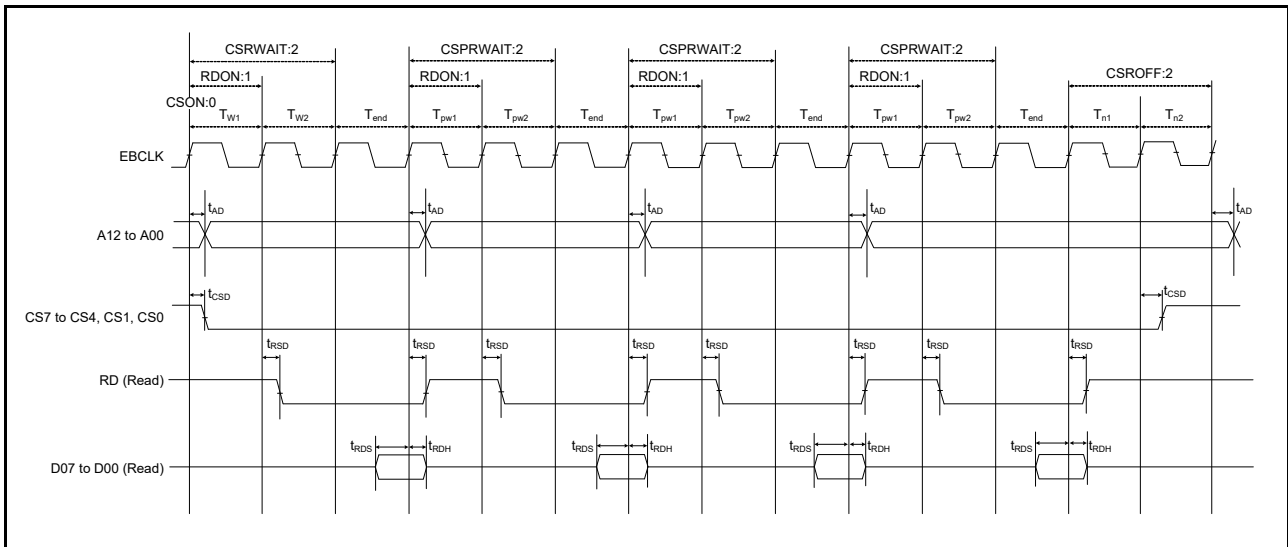 CSRWAIT:2 CSPRWAIT:2 CSPRWAIT:2 CSPRWAIT:2
RDON:1 RDON:1 RDON:1 RDON:1 CSROFF:2
CSON:0
TW1 TW2 Tend Tpw1 Tpw2 Tend Tpw1 Tpw2 Tend Tpw1 Tpw2 Tend Tn1 Tn2
EBCLK
tAD tAD tAD tAD tAD
A12 to A00
tCSD tCSD
CS7 to CS4, CS1, CS0
tRSD tRSD tRSD tRSD tRSD tRSD tRSD tRSD
RD (Read)
tRDS tRDH tRDS tRDH tRDS tRDH tRDS tRDH
D07 to D00 (Read)